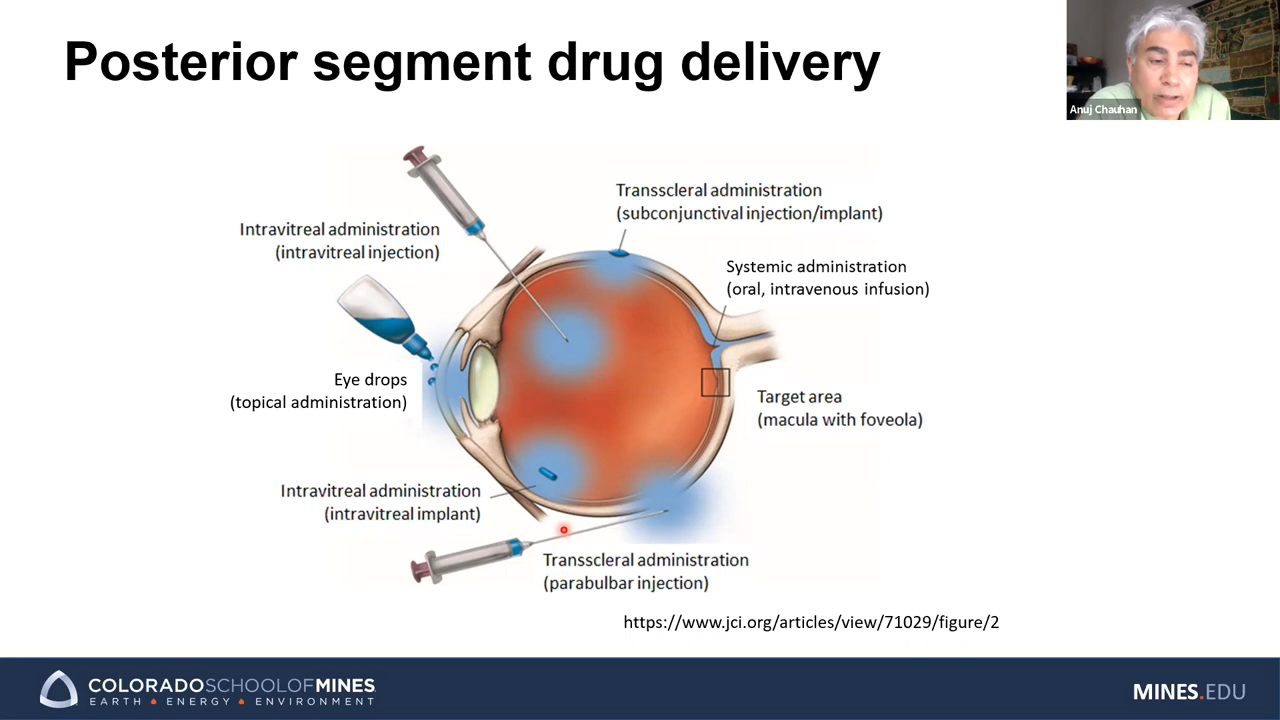 Posterior segment drug delivery
Anuj Chauhan
Transscleral administration
(subconjunctival injection/implant)
Intravitreal administration
(intravitreal injection)
Systemic administration
(oral, intravenous infusion)
Eye drops
(topical administration)
Target area
(macula with foveola)
Intravitreal administration
(intravitreal implant)
Transscleral administration
(parabulbar injection)
https://www.jci.org/articles/view/71029/figure/2
COLORADOSCHOOLOFMINES
EARTH • ENERGY • ENVIRONMENT
MINES.EDU